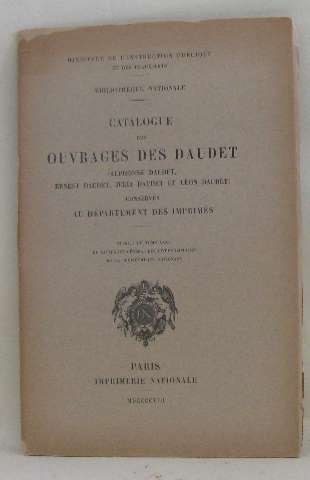 MINISTÈRE DE L'INSTRUCTION PUBLIQUE
ET DES BEAUX-ARTS
BIBLIOTHÈQUE NATIONALE
CATALOGUE
DES
OUVRAGES DES DAUDET
(ALPHONSE DAUDET,
ERNEST DAUDET, JULIA DAUDET ET LÉON DAUDET)
CONSERVÉS
AU DÉPARTEMENT DES IMPRIMÉS
PARIS
IMPRIMERIE NATIONALE